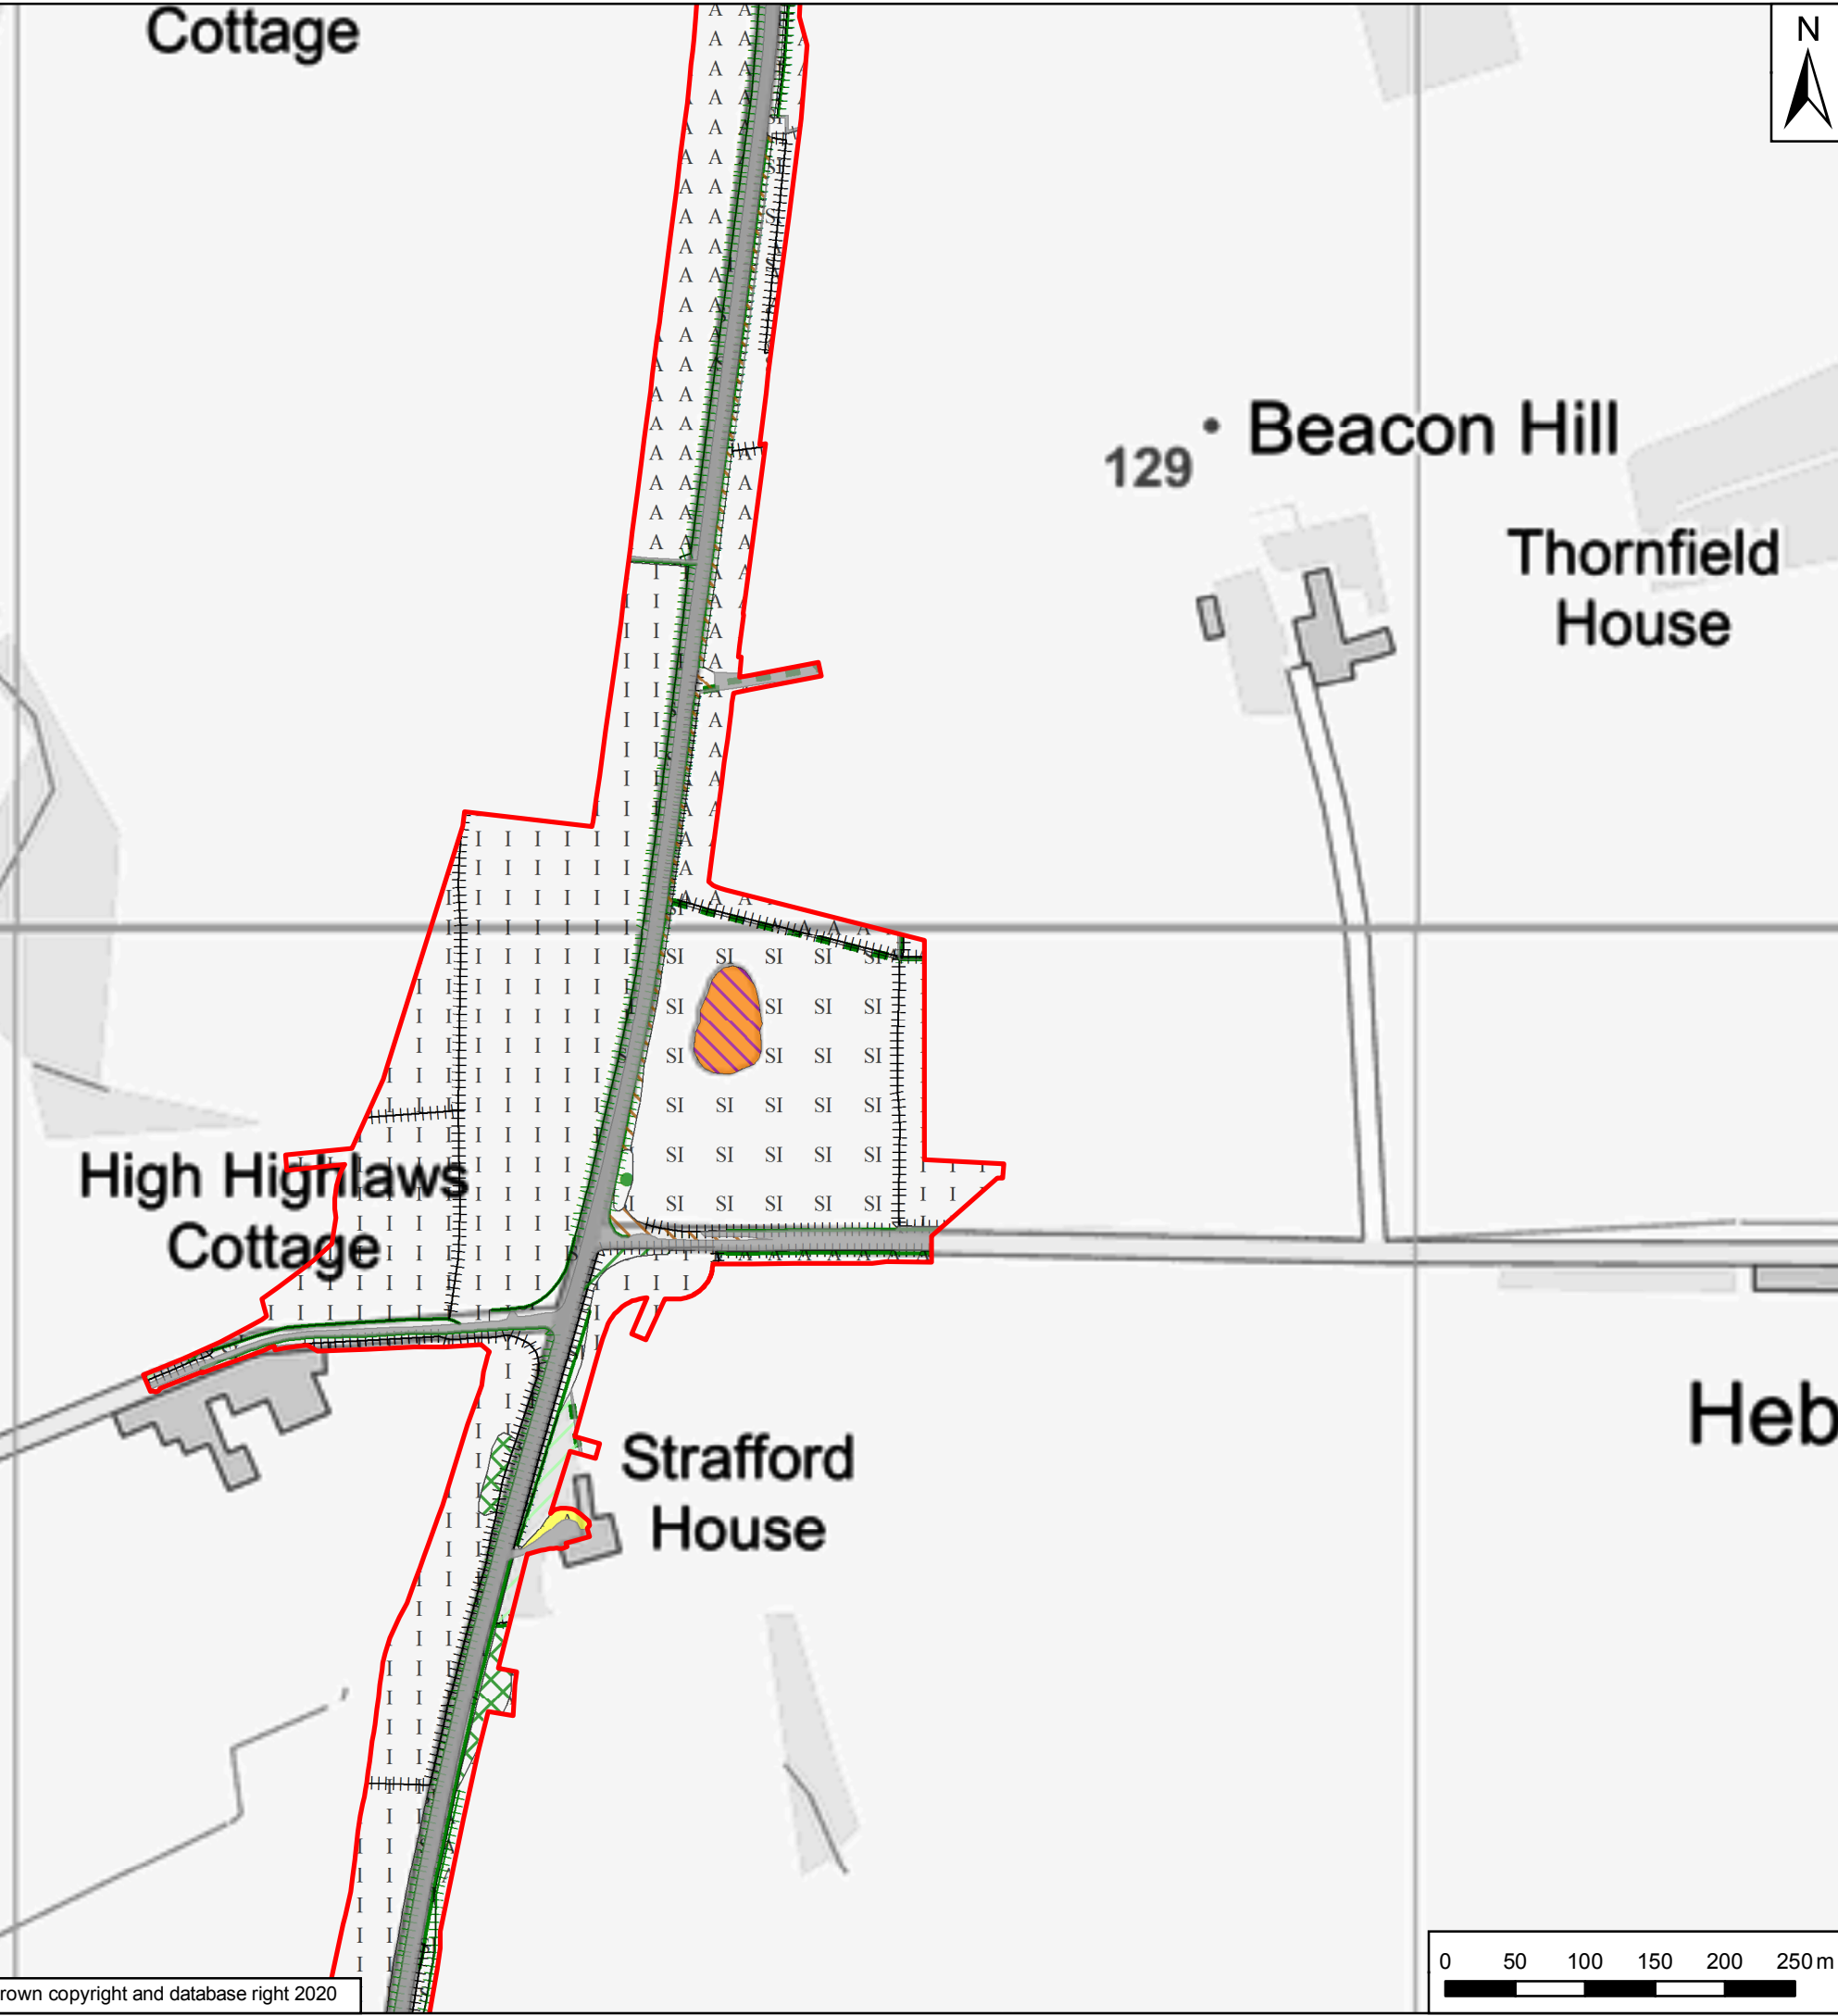 Cottage
N
Beacon Hill
129
Thornfield
House
High Highlaws
Cottage
Strafford
House
Heb
0 50 100 150 200 250 m
rown copyright and database right 2020